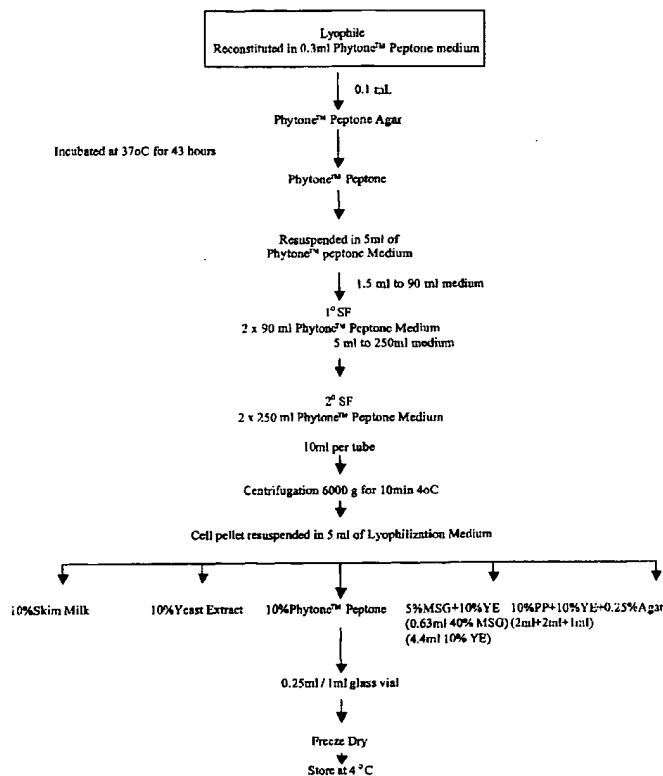 Lyophile
Reconstituted in 0.3ml Phytone™ Peptone medium
0.1 mL
Phytone™ Peptone Agar
Incubated at 37oC for 43 hours
Phytone™ Peptone
Resuspended in 5ml of
Phytone™ peptone Medium
1.5 ml to 90 ml medium
1° SF
2 x 90 ml Phytone™ Peptone Medium
5 ml to 250ml medium
2° SF
2 x 250 ml Phytone™ Peptone Medium
10ml per tube
Centrifugation 6000 g for 10min 4oC
Cell pellet resuspended in 5 ml of Lyophilization Medium
10%Skim Milk 10%Yeast Extract 10%Phytone™ Peptone 5%MSG+10%YE 10%PP+10%YE+0.25%Agar
(0.63ml 40% MSG) (2ml+2ml+1ml)
(4.4ml 10% YE)
0.25ml / 1ml glass vial
Freeze Dry
Store at 4 °C